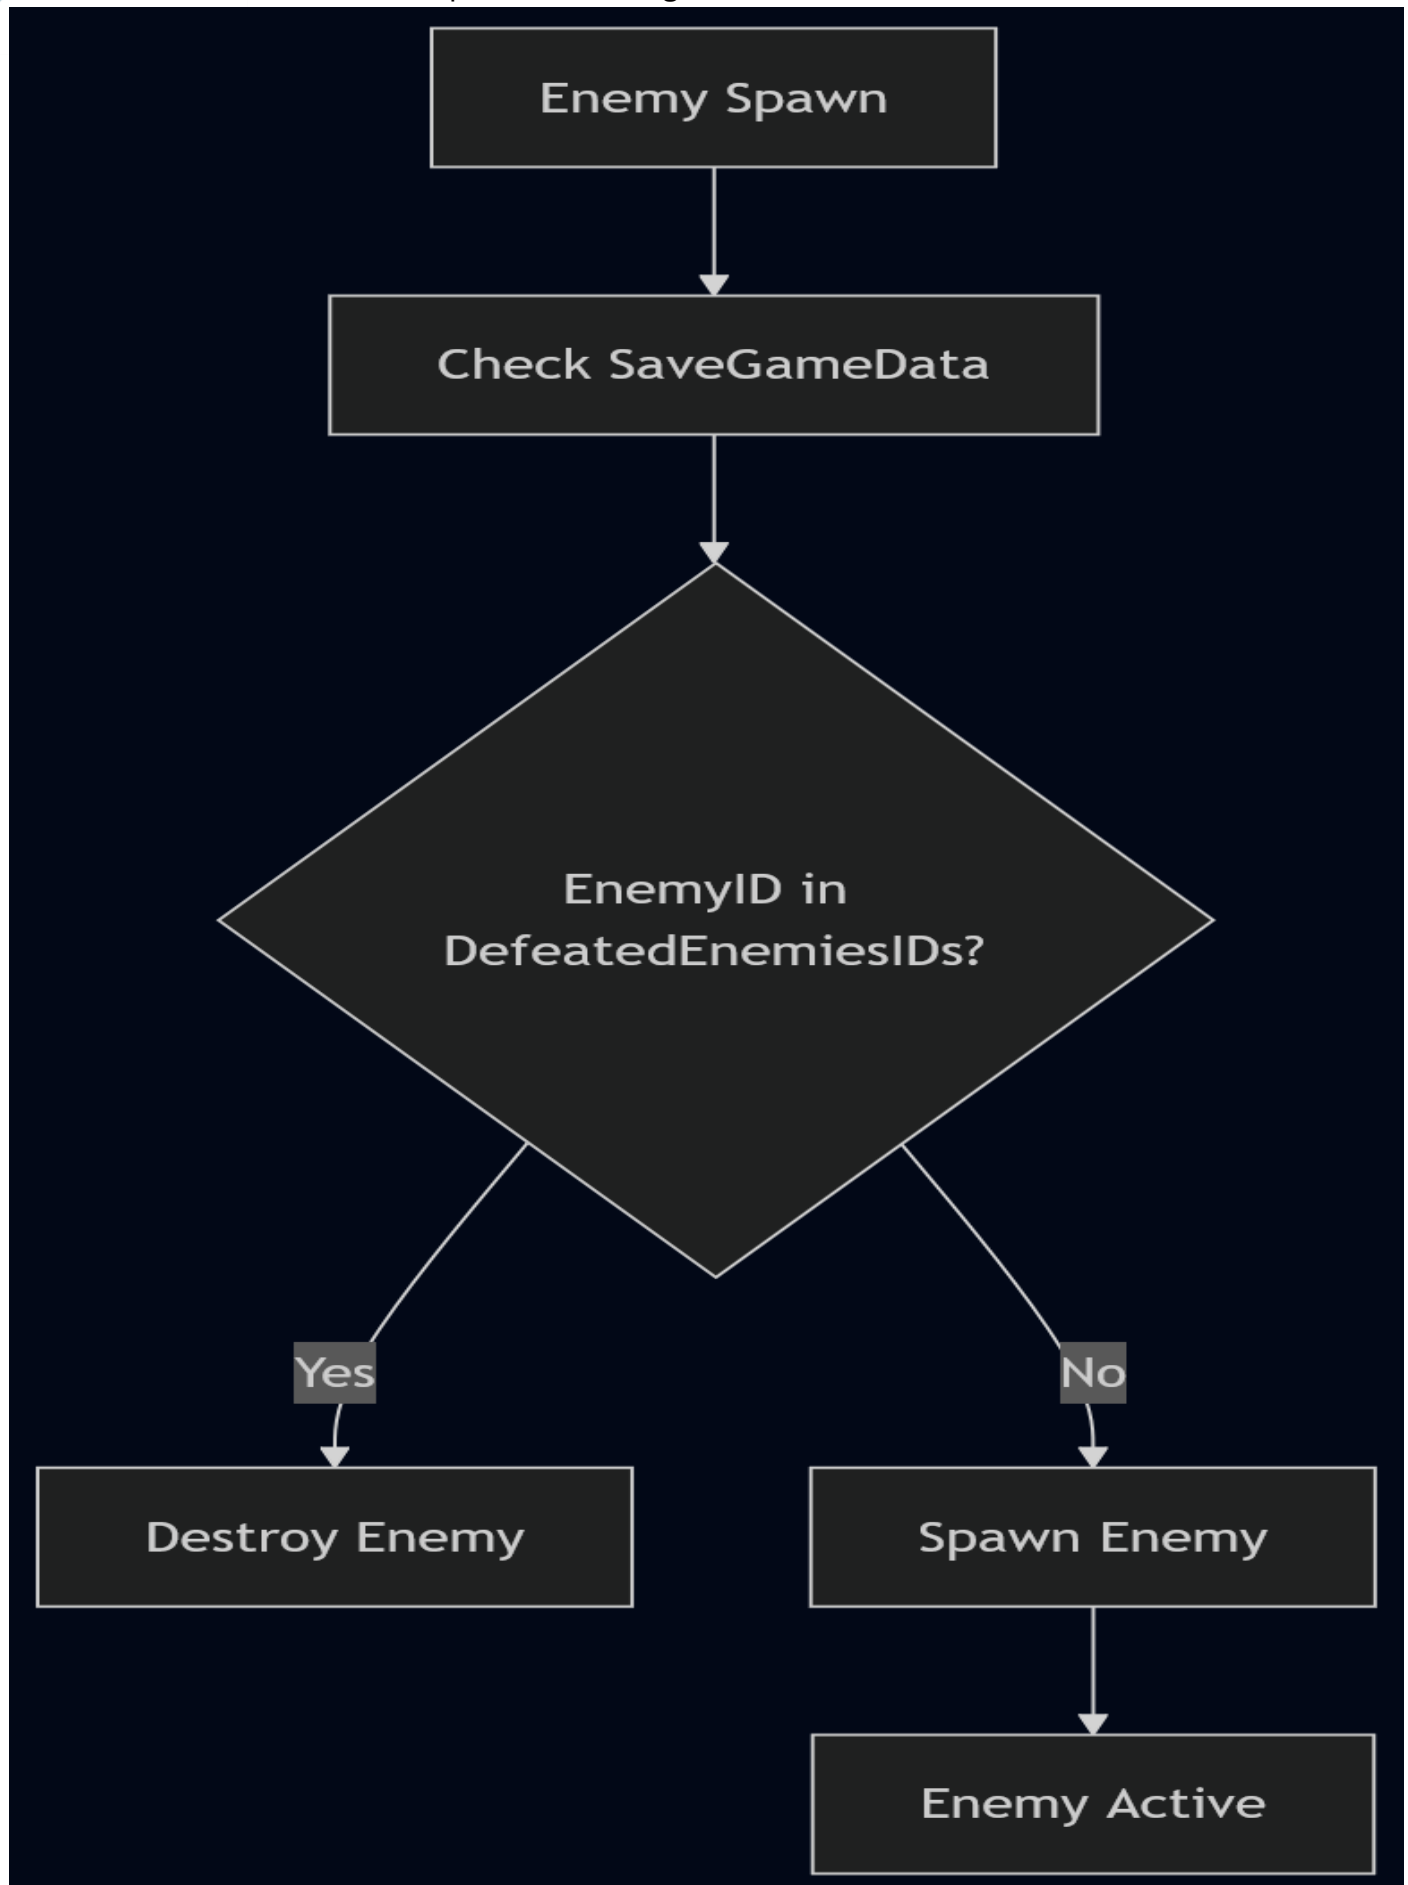 Enemy Spawn
Check SaveGameData
EnemyID in
DefeatedEnemiesIDs?
Yes
No
Destroy Enemy
Spawn Enemy
Enemy Active